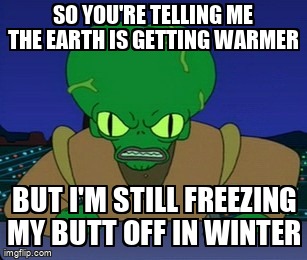 SO YOU'RE TELLING ME
THE EARTH IS GETTING WARMER
BUT I'M STILL FREEZING
MY BUTT OFF IN WINTER
imgflip.com